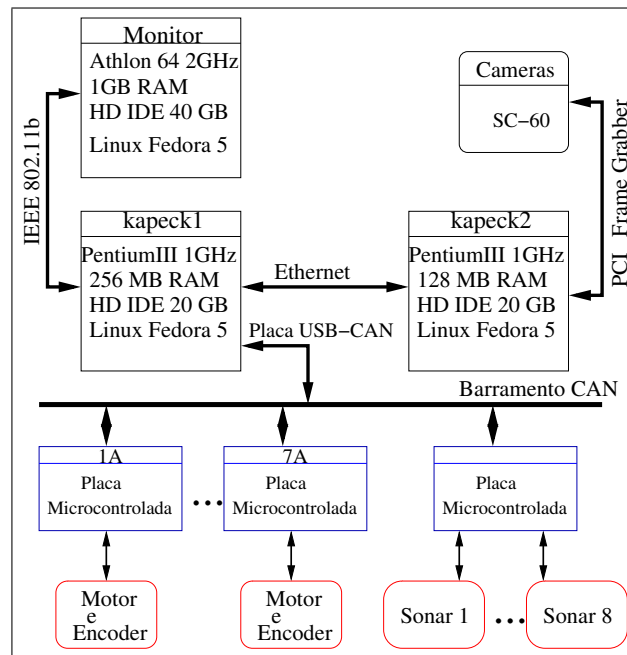 Monitor
Athlon 64 2GHz
1GB RAM
HD IDE 40 GB
Linux Fedora 5
Cameras
SC-60
IEEE 802.11b
PCI Frame Grabber
kapeck1
PentiumIII 1GHz
256 MB RAM
HD IDE 20 GB
Linux Fedora 5
Ethernet
kapeck2
PentiumIII 1GHz
128 MB RAM
HD IDE 20 GB
Linux Fedora 5
Placa USB-CAN
Barramento CAN
1A
Placa
Microcontrolada
...
7A
Placa
Microcontrolada
Placa
Microcontrolada
Motor
e
Encoder
Motor
e
Encoder
Sonar 1
...
Sonar 8